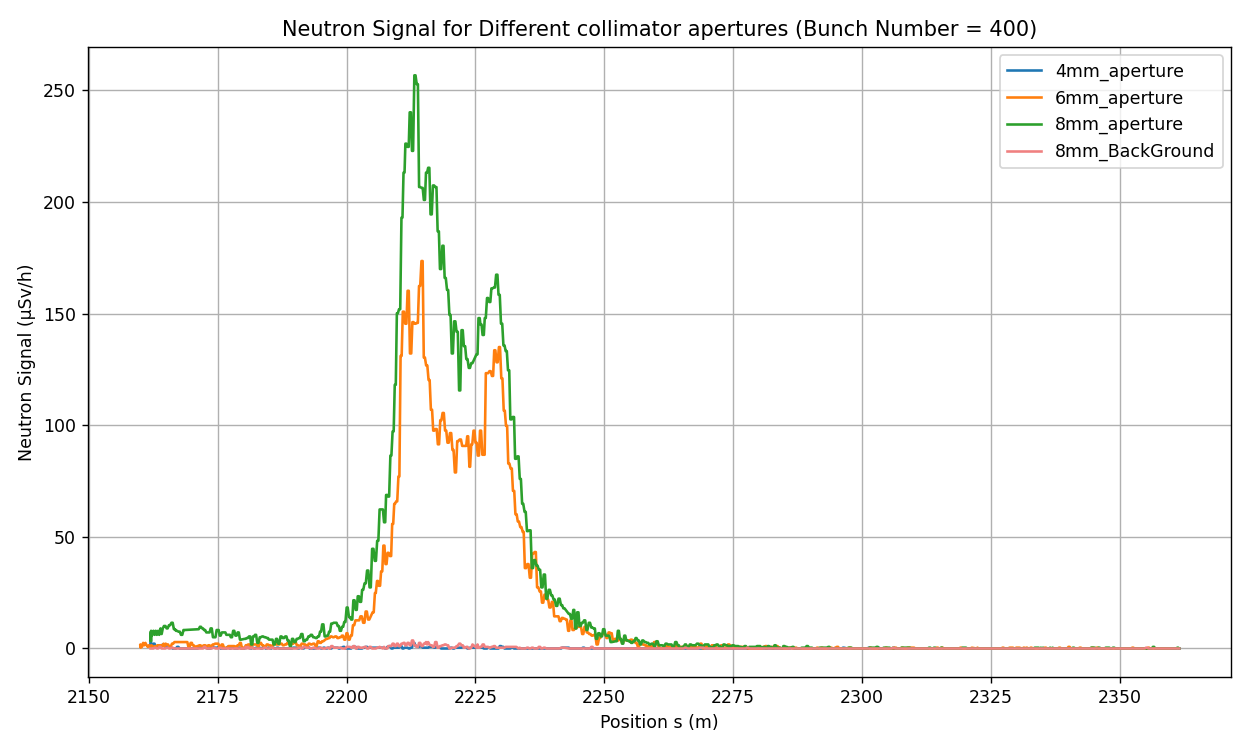 Neutron Signal for Different collimator apertures (Bunch Number = 400)
4mm_aperture
6mm_aperture
8mm_aperture
8mm_BackGround
Neutron Signal (μSv/h)
250
200
150
100
50
0
2150 2175 2200 2225 2250 2275 2300 2325 2350
Position s (m)